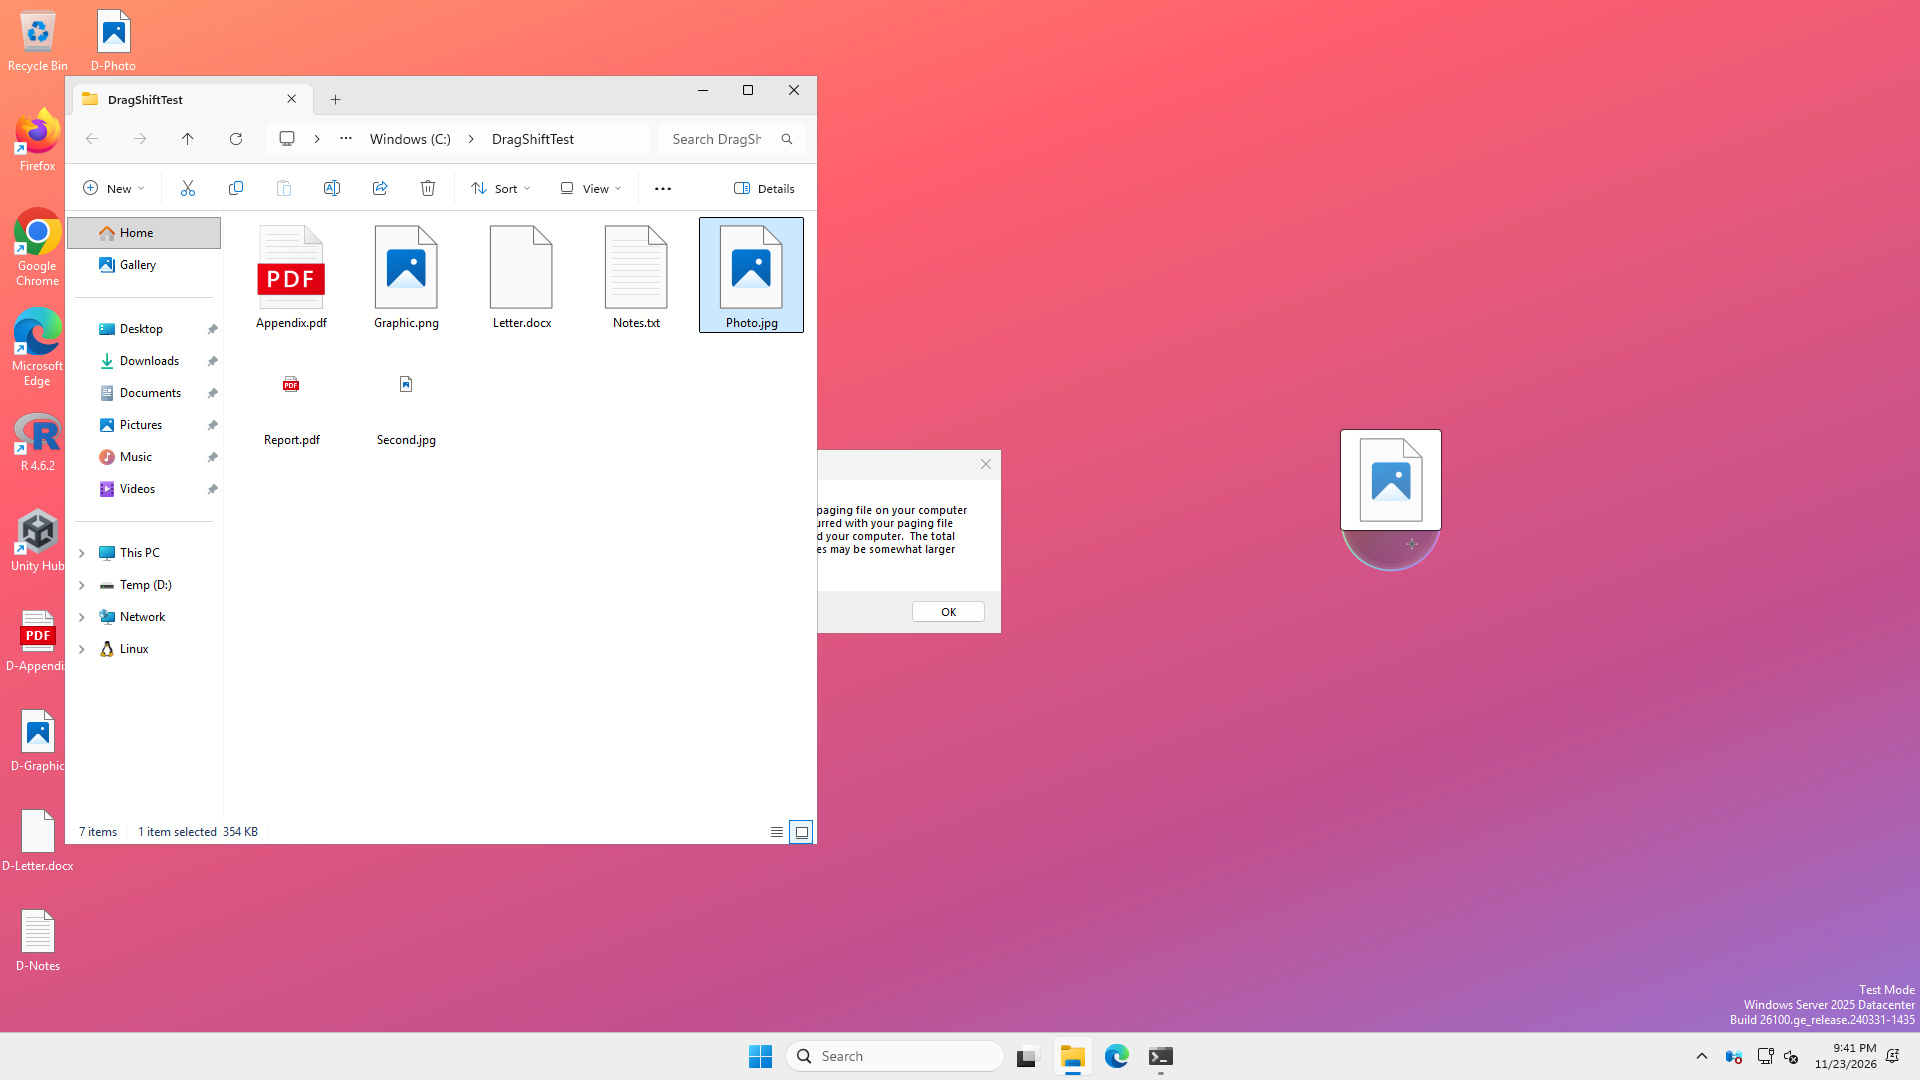 Recycle Bin
D-Photo
Firefox
Google
Chrome
Microsoft
Edge
R 4.6.2
Unity Hub
D-Appendix
D-Graphic
D-Letter.docx
D-Notes
DragShiftTest
Windows (C:)
DragShiftTest
Search DragSh
New
Sort
View
Details
Home
Gallery
Desktop
Downloads
Documents
Pictures
Music
Videos
This PC
Temp (D:)
Network
Linux
PDF
Appendix.pdf
Graphic.png
Letter.docx
Notes.txt
Photo.jpg
PDF
Report.pdf
Second.jpg
7 items
1 item selected 354 KB
paging file on your computer
urred with your paging file
d your computer. The total
es may be somewhat larger
OK
PDF
Test Mode
Windows Server 2025 Datacenter
Build 26100.ge_release.240331-1435
Search
9:41 PM
11/23/2026